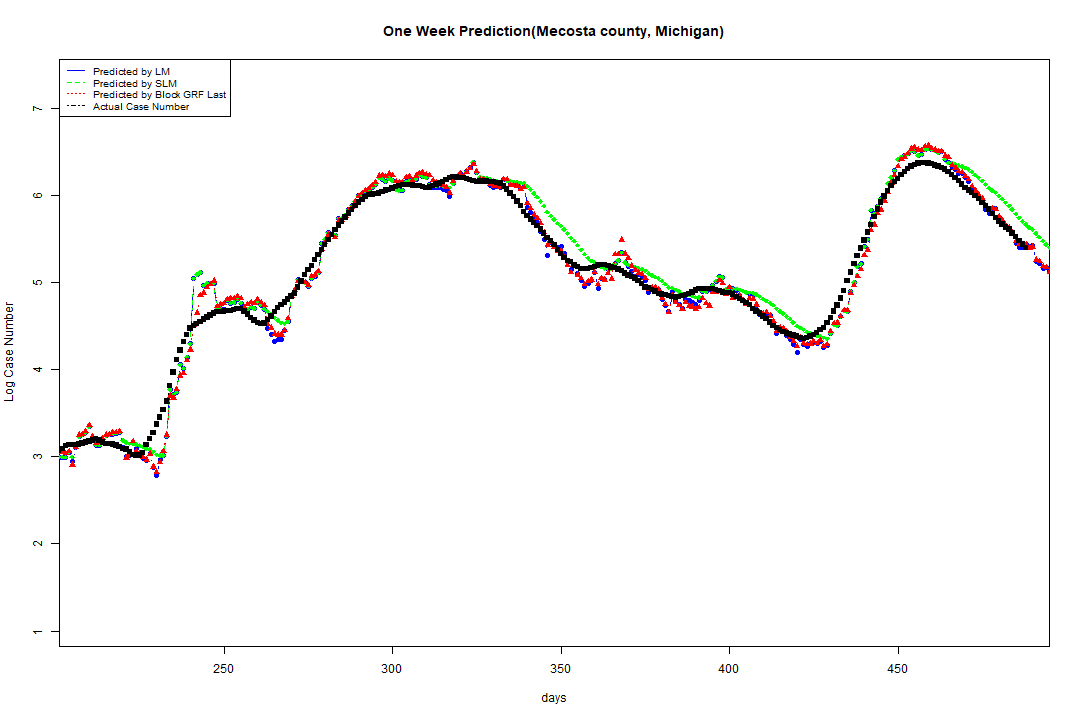 One Week Prediction(Mecosta county, Michigan)
Predicted by LM
Predicted by SLM
Predicted by Block GRF Last
Actual Case Number
7
6
5
4
3
2
1
Log Case Number
250 300 350 400 450
days